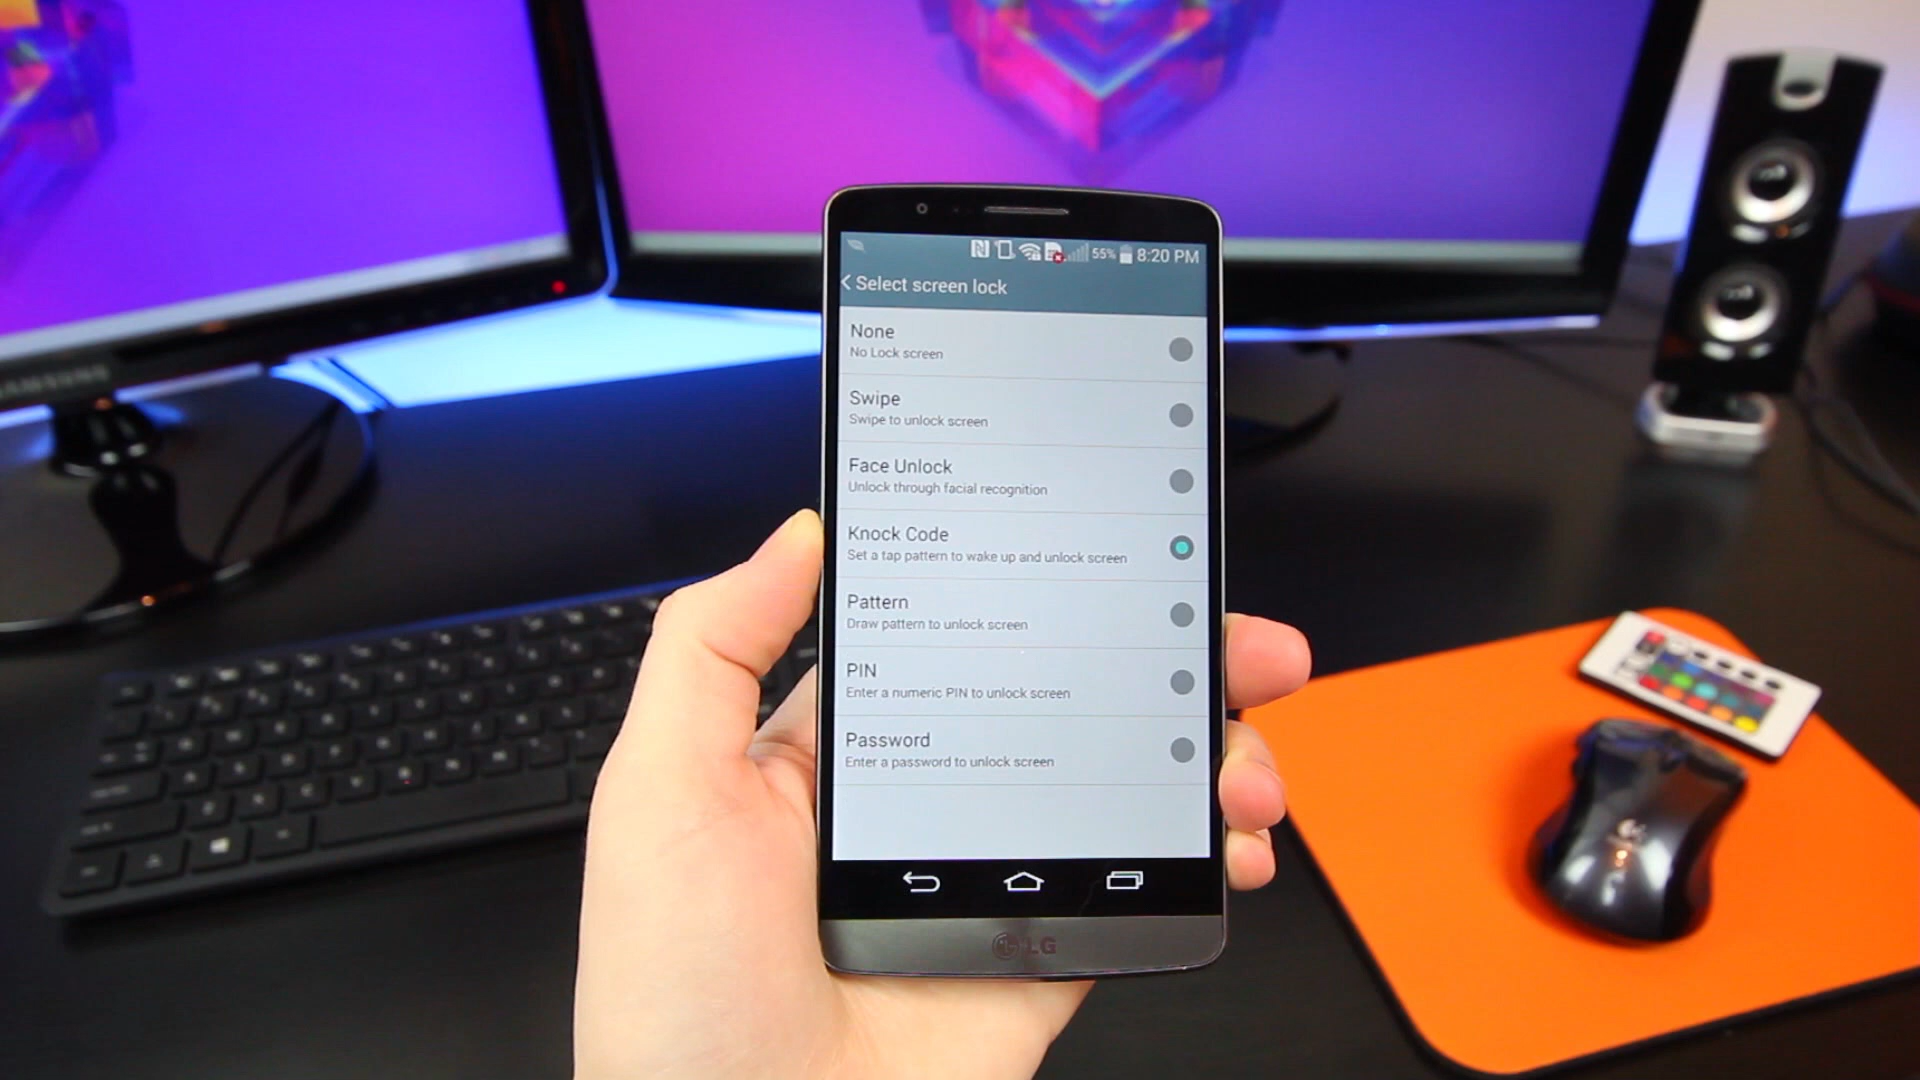 55% 8:20 PM
Select screen lock
None
No Lock screen
Swipe
Swipe to unlock screen
Face Unlock
Unlock through facial recognition
Knock Code
Set a tap pattern to wake up and unlock screen
Pattern
Draw pattern to unlock screen
PIN
Enter a numeric PIN to unlock screen
Password
Enter a password to unlock screen
LG
SAMSUNG